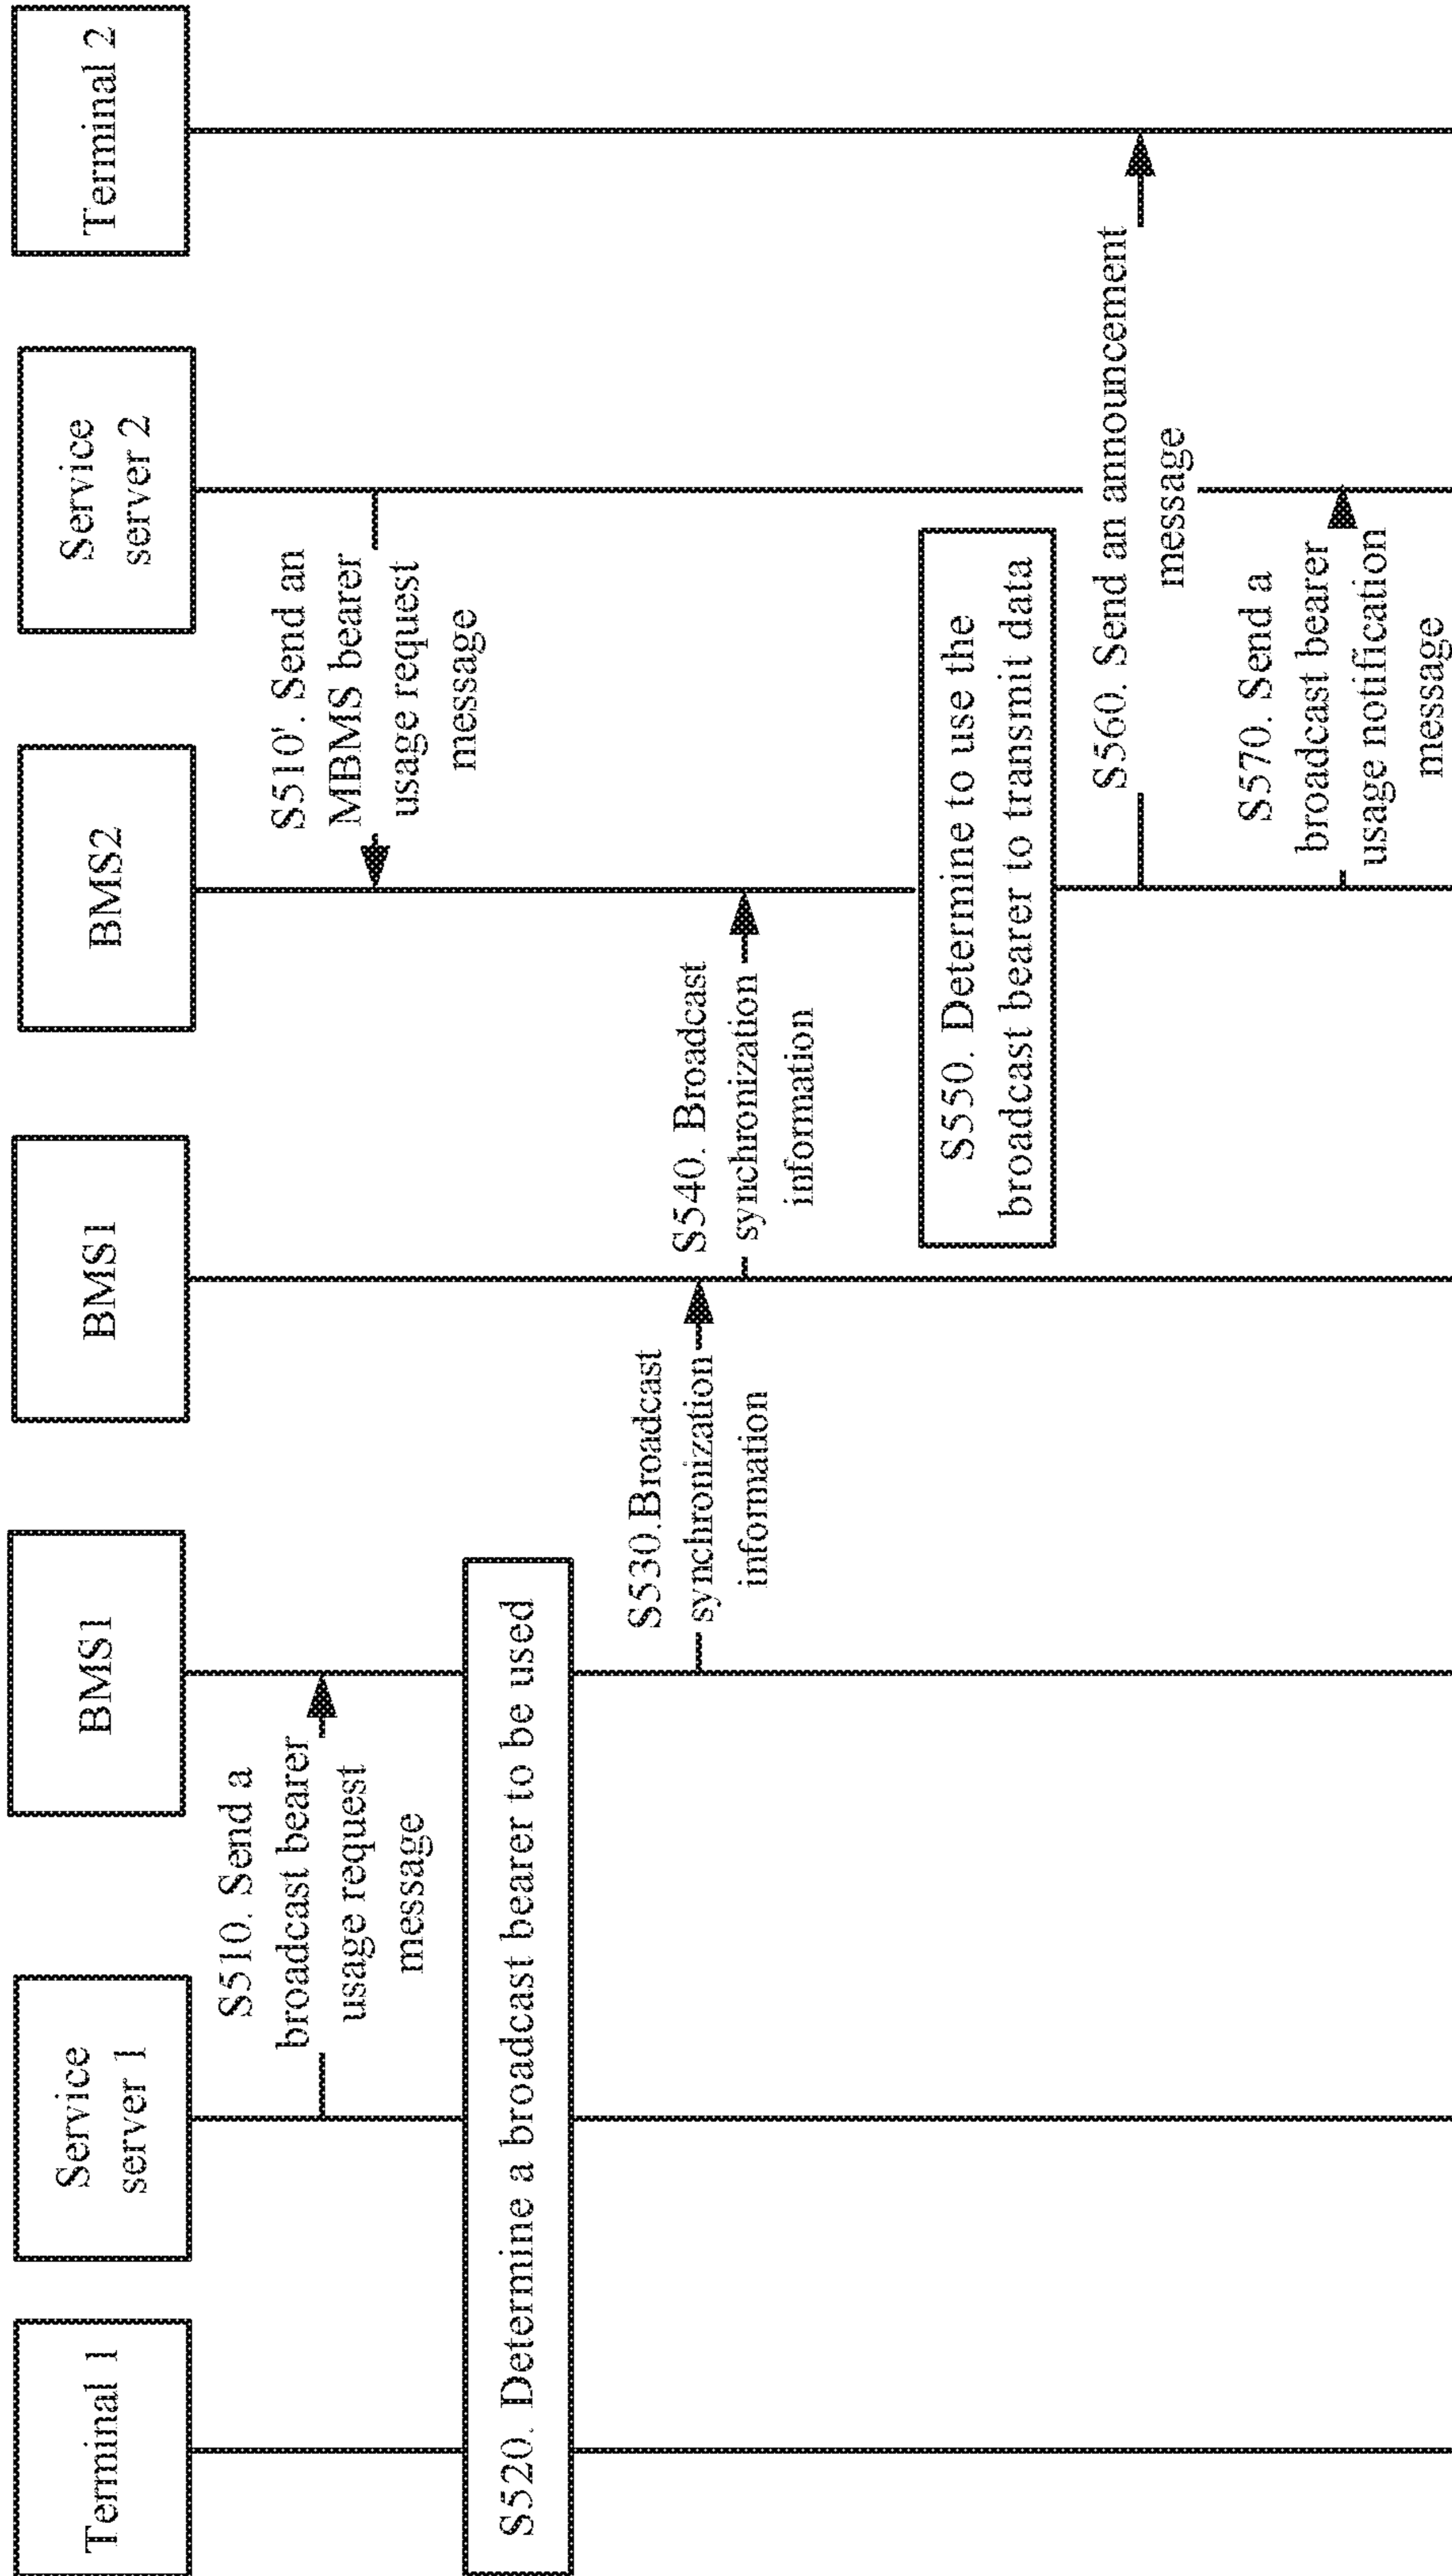 Terminal 1
Service
server 1
BMS1
BMS1
BMS2
Service
server 2
Terminal 2
S510. Send a
broadcast bearer
usage request
message
S510'. Send an
MBMS bearer
usage request
message
S520. Determine a broadcast bearer to be used
S530.Broadcast
synchronization
information
S540. Broadcast
synchronization
information
S550. Determine to use the
broadcast bearer to transmit data
S560. Send an announcement
message
S570. Send a
broadcast bearer
usage notification
message